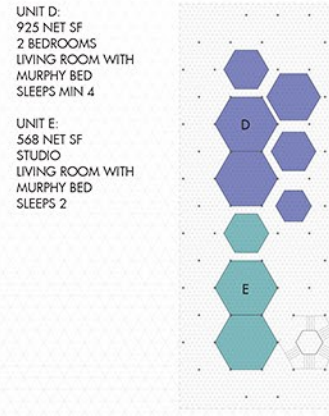 UNIT D:
925 NET SF
2 BEDROOMS
LIVING ROOM WITH
MURPHY BED
SLEEPS MIN 4
UNIT E:
568 NET SF
STUDIO
LIVING ROOM WITH
MURPHY BED
SLEEPS 2
D
E